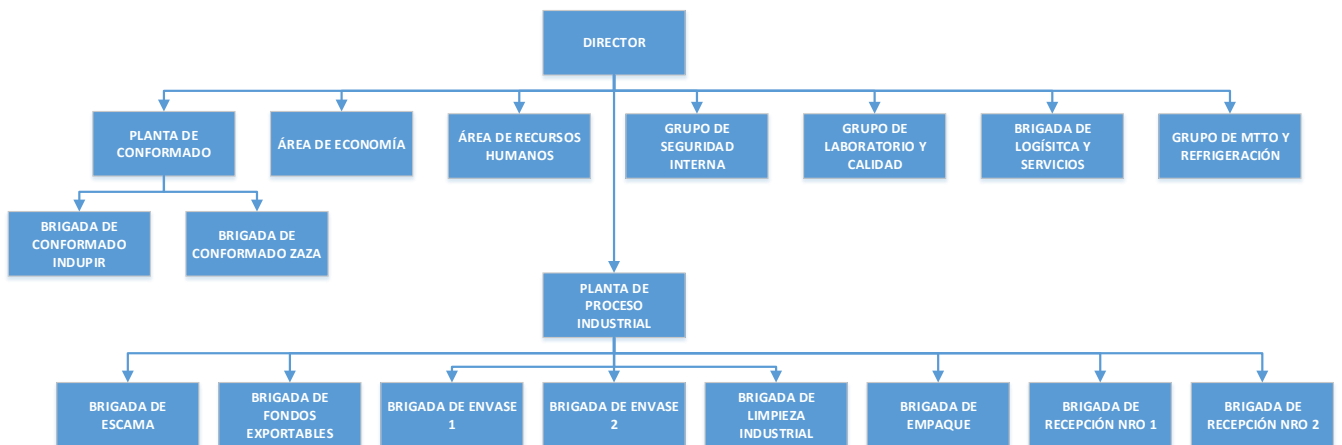 DIRECTOR
PLANTA DE
CONFORMADO
ÁREA DE ECONOMÍA
ÁREA DE RECURSOS
HUMANOS
GRUPO DE
SEGURIDAD
INTERNA
GRUPO DE
LABORATORIO Y
CALIDAD
BRIGADA DE
LOGÍSITCA Y
SERVICIOS
GRUPO DE MTTO Y
REFRIGERACIÓN
BRIGADA DE
CONFORMADO
INDUPIR
BRIGADA DE
CONFORMADO ZAZA
PLANTA DE
PROCESO
INDUSTRIAL
BRIGADA DE
ESCAMA
BRIGADA DE
FONDOS
EXPORTABLES
BRIGADA DE ENVASE
1
BRIGADA DE ENVASE
2
BRIGADA DE
LIMPIEZA
INDUSTRIAL
BRIGADA DE
EMPAQUE
BRIGADA DE
RECEPCIÓN NRO 1
BRIGADA DE
RECEPCIÓN NRO 2